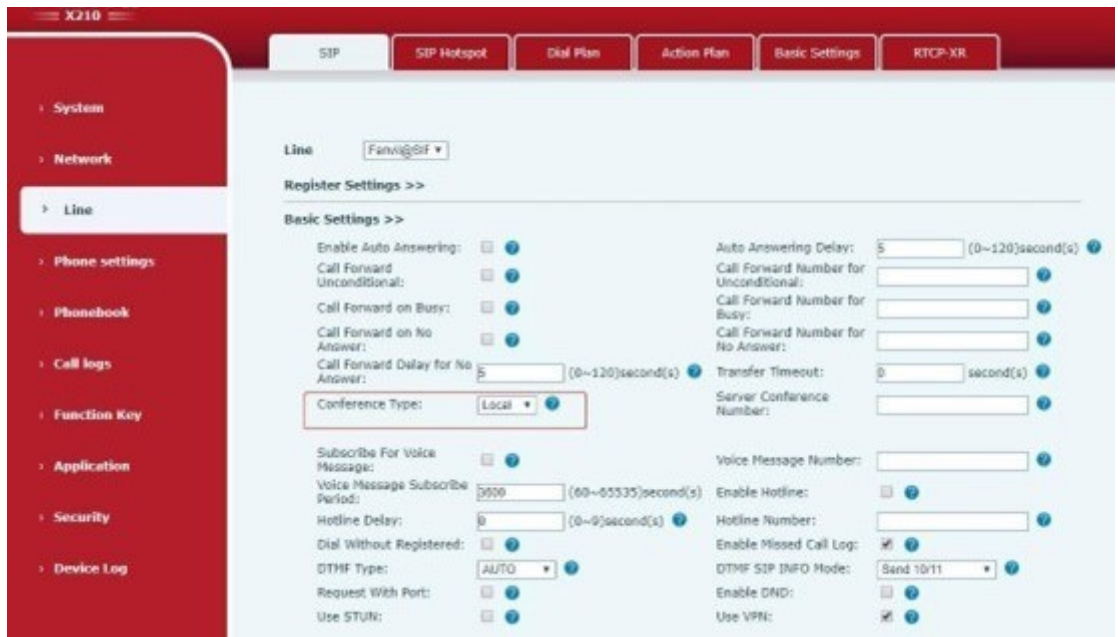 X210
SIP SIP Hotspot Dial Plan Action Plan Basic Settings RTCP-XR
› System
› Network
› Line
› Phone settings
› Phonebook
› Call logs
› Function Key
› Application
› Security
› Device Log
Line Fanvil@SIP
Register Settings >>
Basic Settings >>
Enable Auto Answering: Auto Answering Delay: 5 (0~120)second(s)
Call Forward Unconditional: Call Forward Number for Unconditional:
Call Forward on Busy: Call Forward Number for Busy:
Call Forward on No Answer: Call Forward Number for No Answer:
Call Forward Delay for No Answer: 5 (0~120)second(s) Transfer Timeout: 0 second(s)
Conference Type: Local Server Conference Number:
Subscribe For Voice Message: Voice Message Number:
Voice Message Subscribe Period: 3600 (60~65535)second(s) Enable Hotline:
Hotline Delay: 0 (0~9)second(s) Hotline Number:
Dial Without Registered: Enable Missed Call Log:
DTMF Type: AUTO DTMF SIP INFO Mode: Send 10/11
Request With Port: Enable DND:
Use STUN: Use VPN: